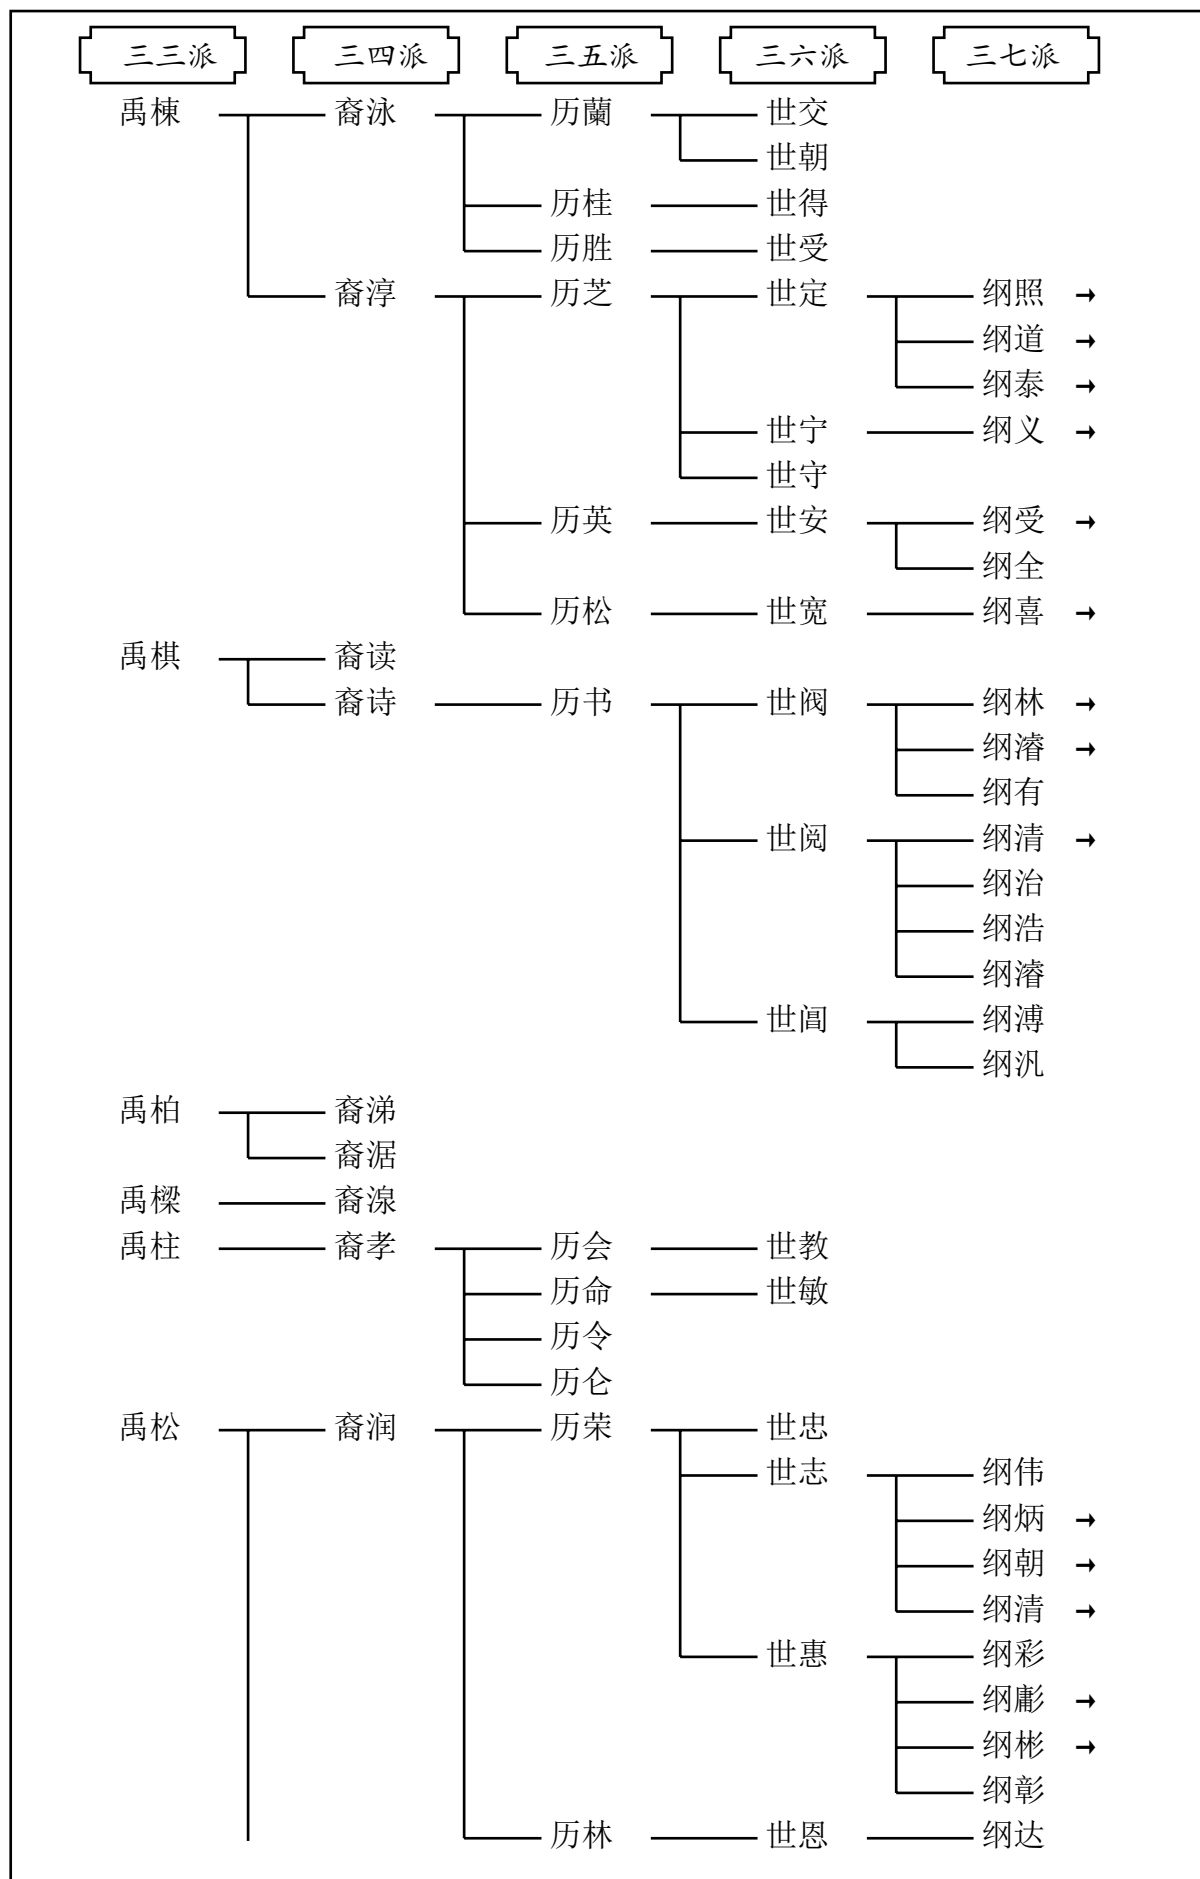 三三派 三四派 三五派 三六派 三七派
禹棟 裔泳 历蘭 世交
世朝
历桂 世得
历胜 世受
裔淳 历芝 世定 纲照 →
纲道 →
纲泰 →
世宁 纲义 →
世守
历英 世安 纲受 →
纲全
历松 世宽 纲喜 →
禹棋 裔读
裔诗 历书 世阀 纲林 →
纲濬 →
纲有
世阅 纲清 →
纲治
纲浩
纲濬
世阊 纲溥
纲汎
禹柏 裔涕
裔涺
禹樑 裔湶
禹柱 裔孝 历会 世教
历命 世敏
历令
历仑
禹松 裔润 历荣 世忠
世志 纲伟
纲炳 →
纲朝 →
纲清 →
世惠 纲彩
纲彪 →
纲彬 →
纲彰
历林 世恩 纲达